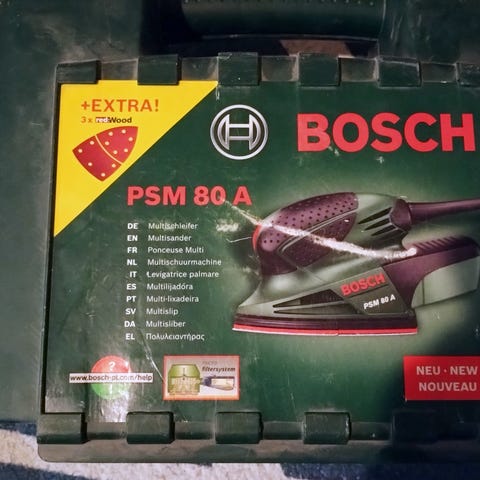 +EXTRA!
3x redWood
BOSCH
PSM 80 A
DE Multischleifer
EN Multisander
FR Ponceuse Multi
NL Multischuurmachine
IT Levigatrice palmare
ES Multilijadóra
PT Multi-lixadeira
SV Multislip
DA Multisliber
EL Πολυλειαντήρας
BOSCH
PSM 80 A
?
www.bosch-pt.com/help
filtersystem
NEU · NEW
NOUVEAU